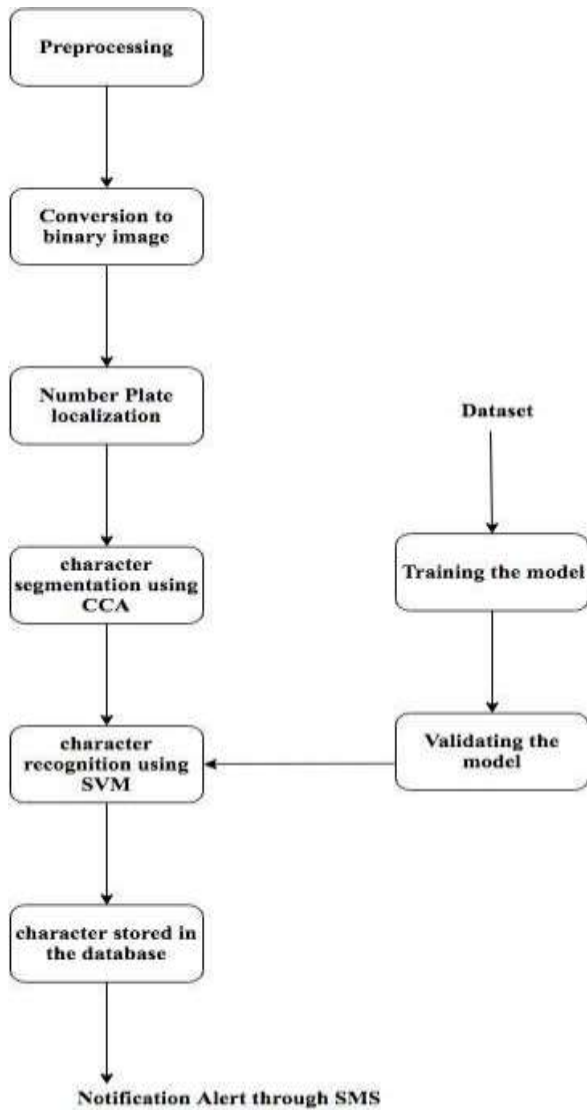 Preprocessing
Conversion to
binary image
Number Plate
localization
character
segmentation using
CCA
character
recognition using
SVM
character stored in
the database
Notification Alert through SMS
Dataset
Training the model
Validating the
model